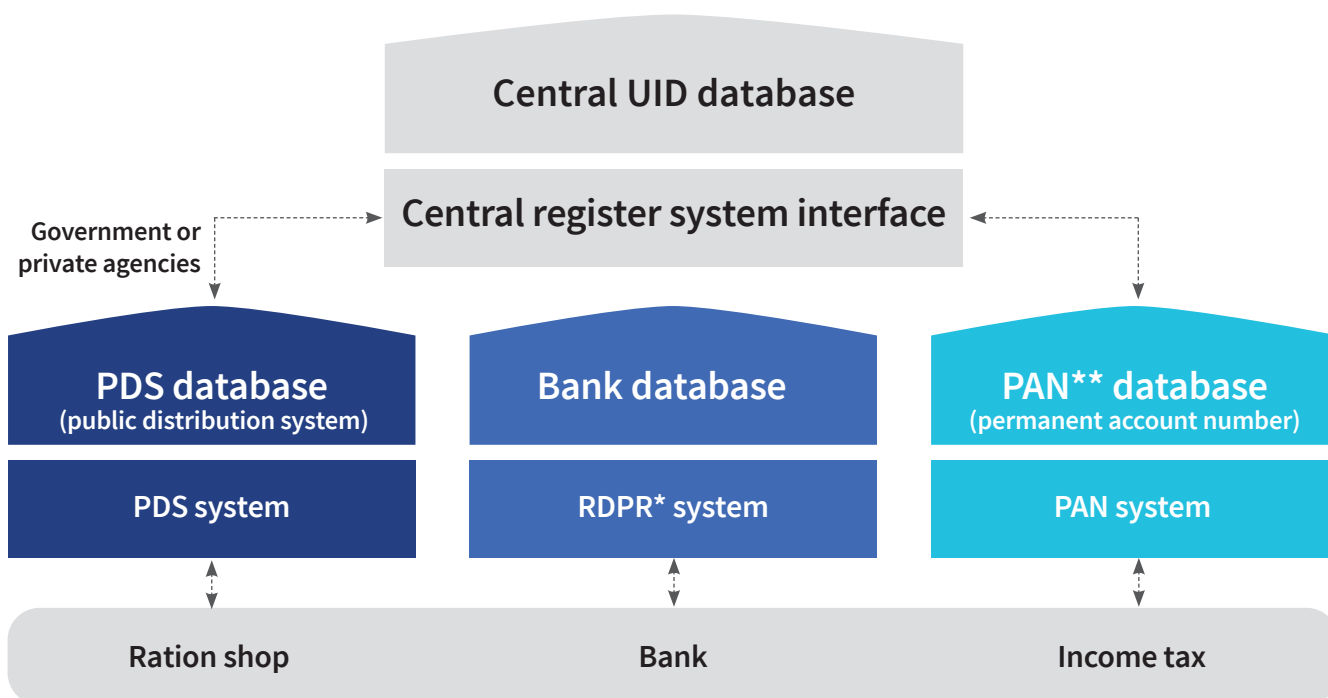 Central UID database
Central register system interface
Government or
private agencies
PDS database
(public distribution system)
Bank database
PAN** database
(permanent account number)
PDS system
RDPR* system
PAN system
Ration shop
Bank
Income tax